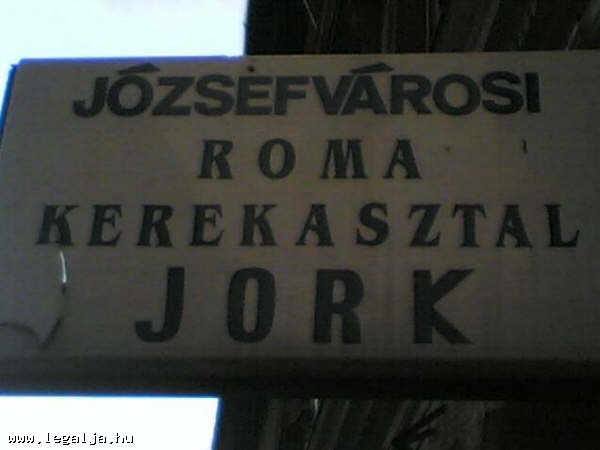 JÓZSEFVÁROSI
ROMA
KEREKASZTAL
JORK
www.legalja.hu